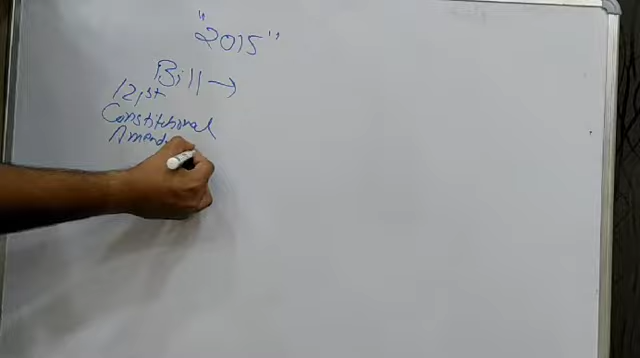 "2015"
Bill →
121st
Constitutional
Amend